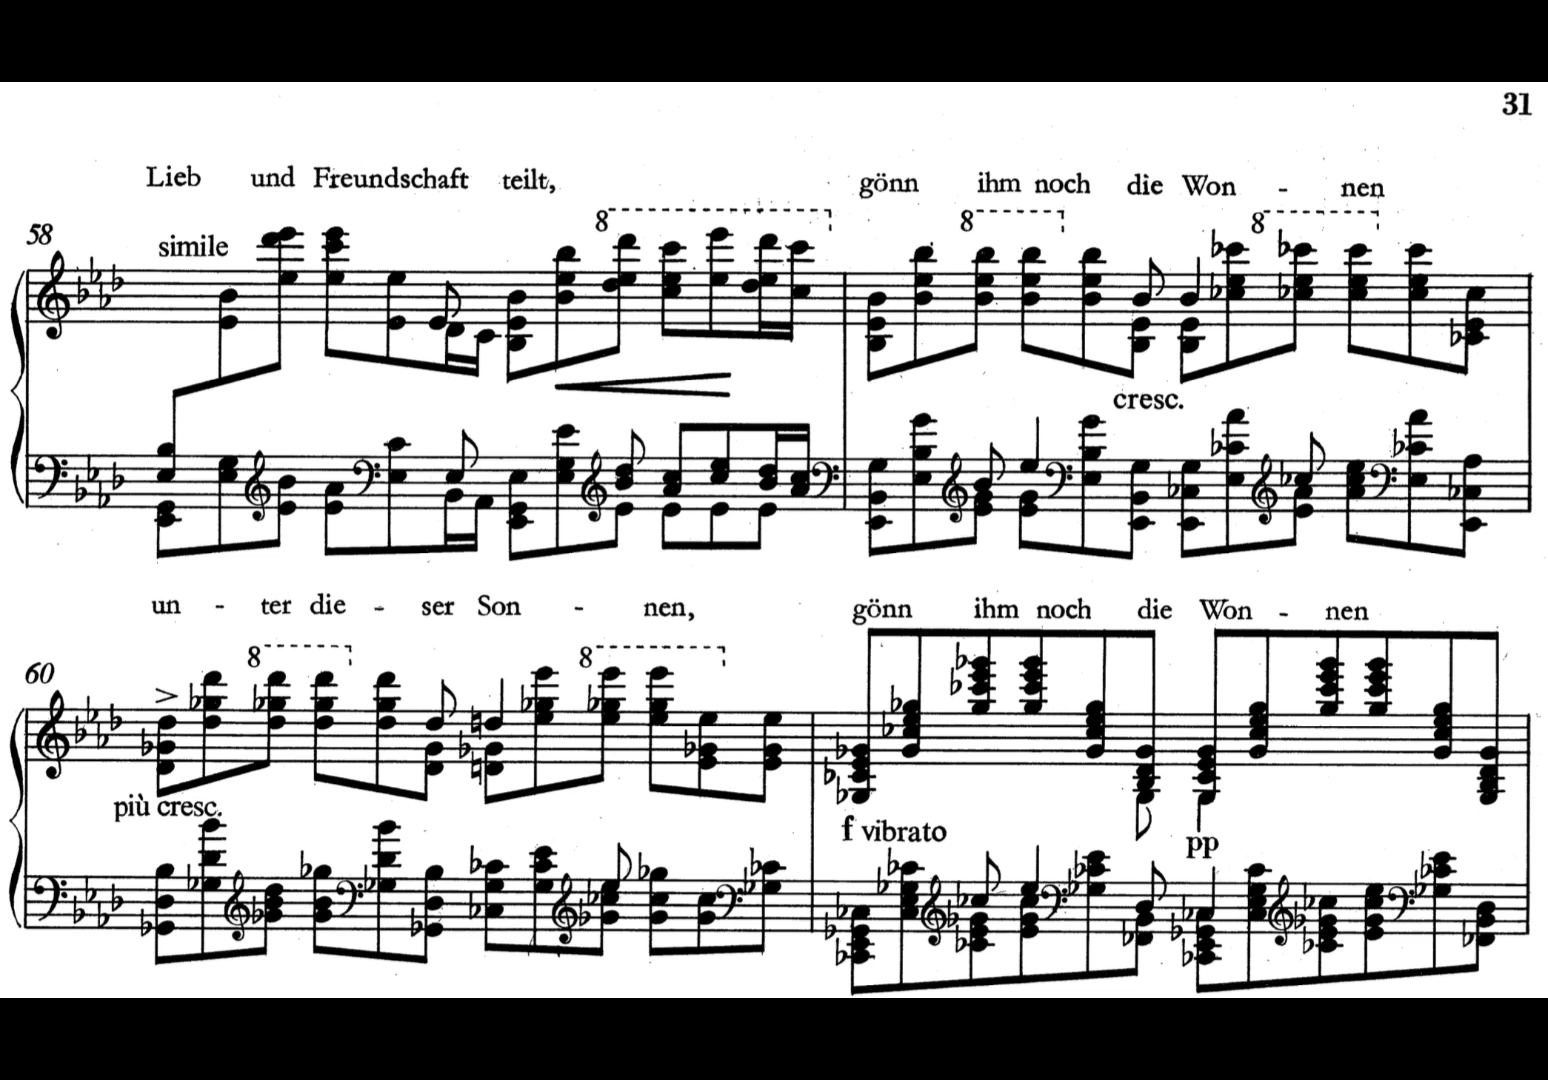 31
Lieb und Freundschaft teilt, gönn ihm noch die Won - nen
58
simile
8 8 8
cresc.
un - ter die - ser Son - nen, gönn ihm noch die Won - nen
60
8 8
più cresc.
f vibrato
pp